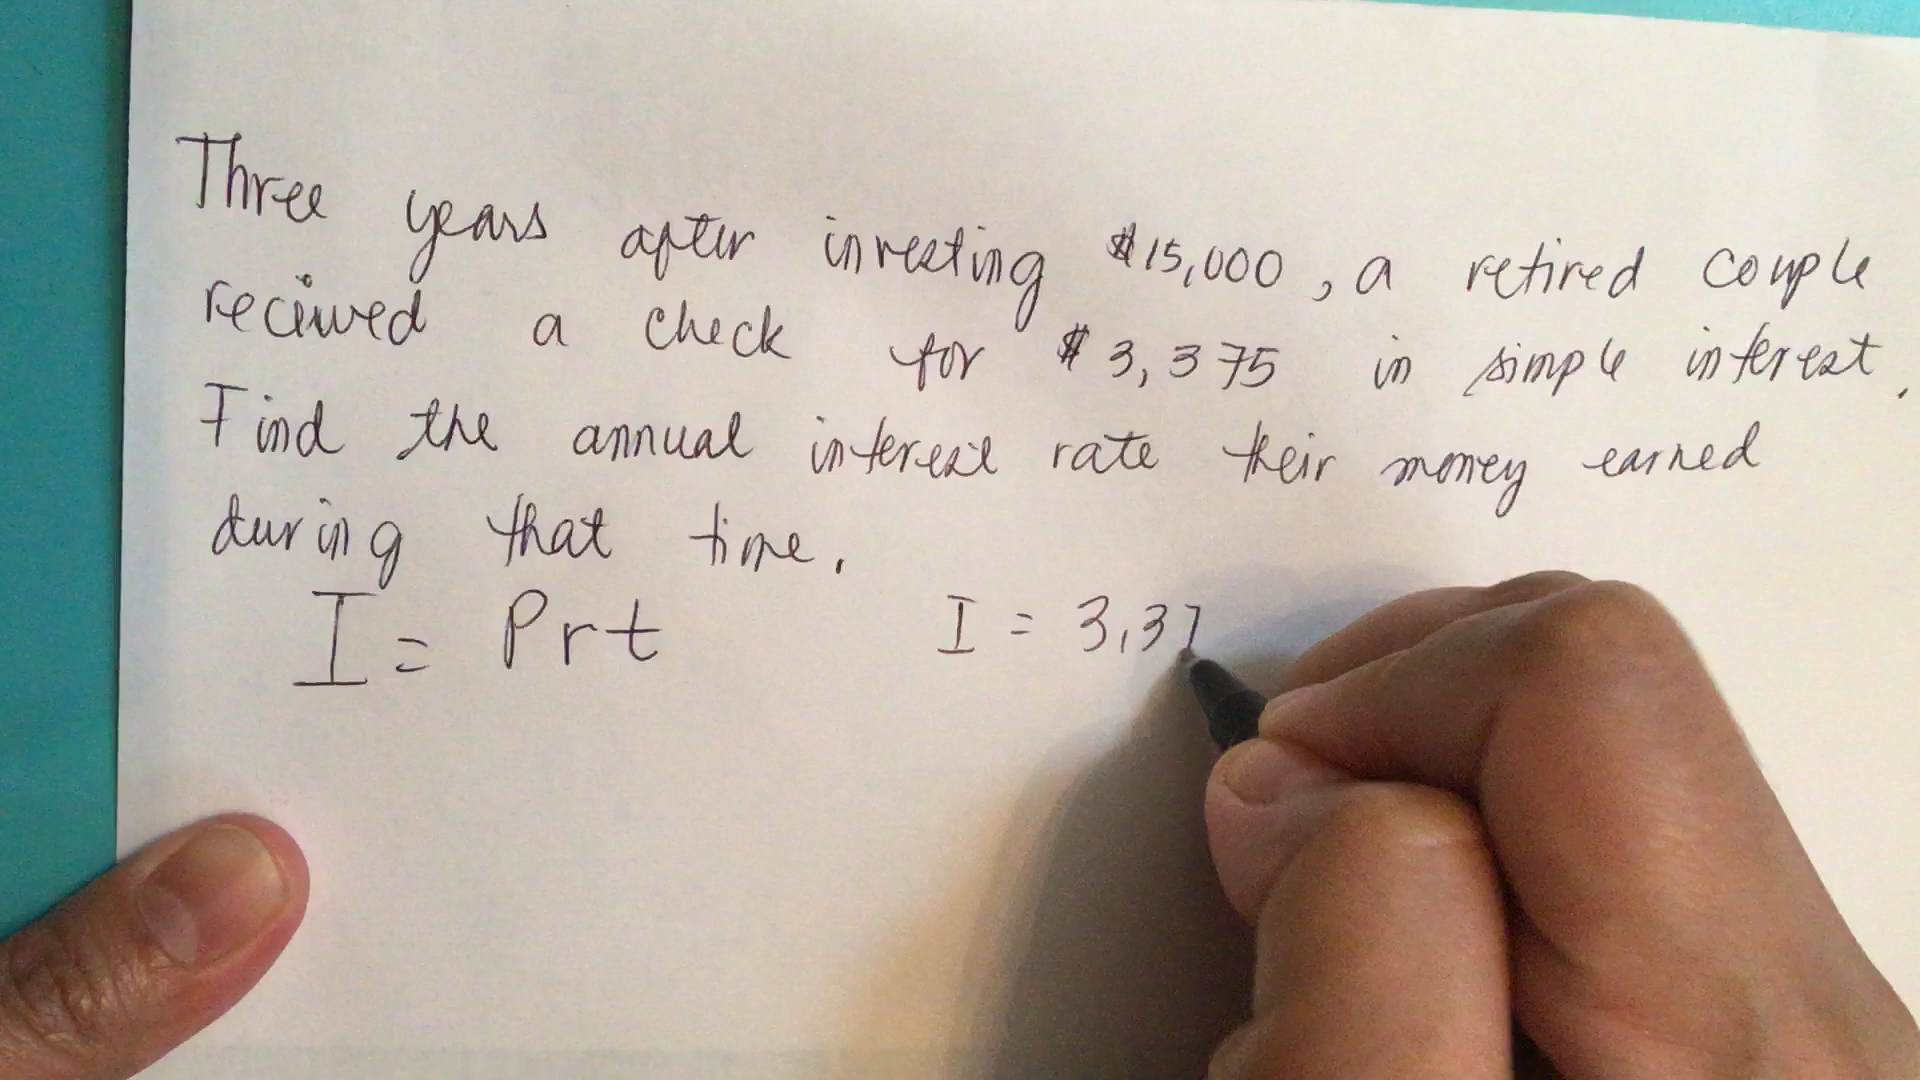 Three years after investing $15,000, a retired couple
recieved a check for $3,375 in simple interest.
Find the annual interest rate their money earned
during that time.
I = Prt I = 3,37